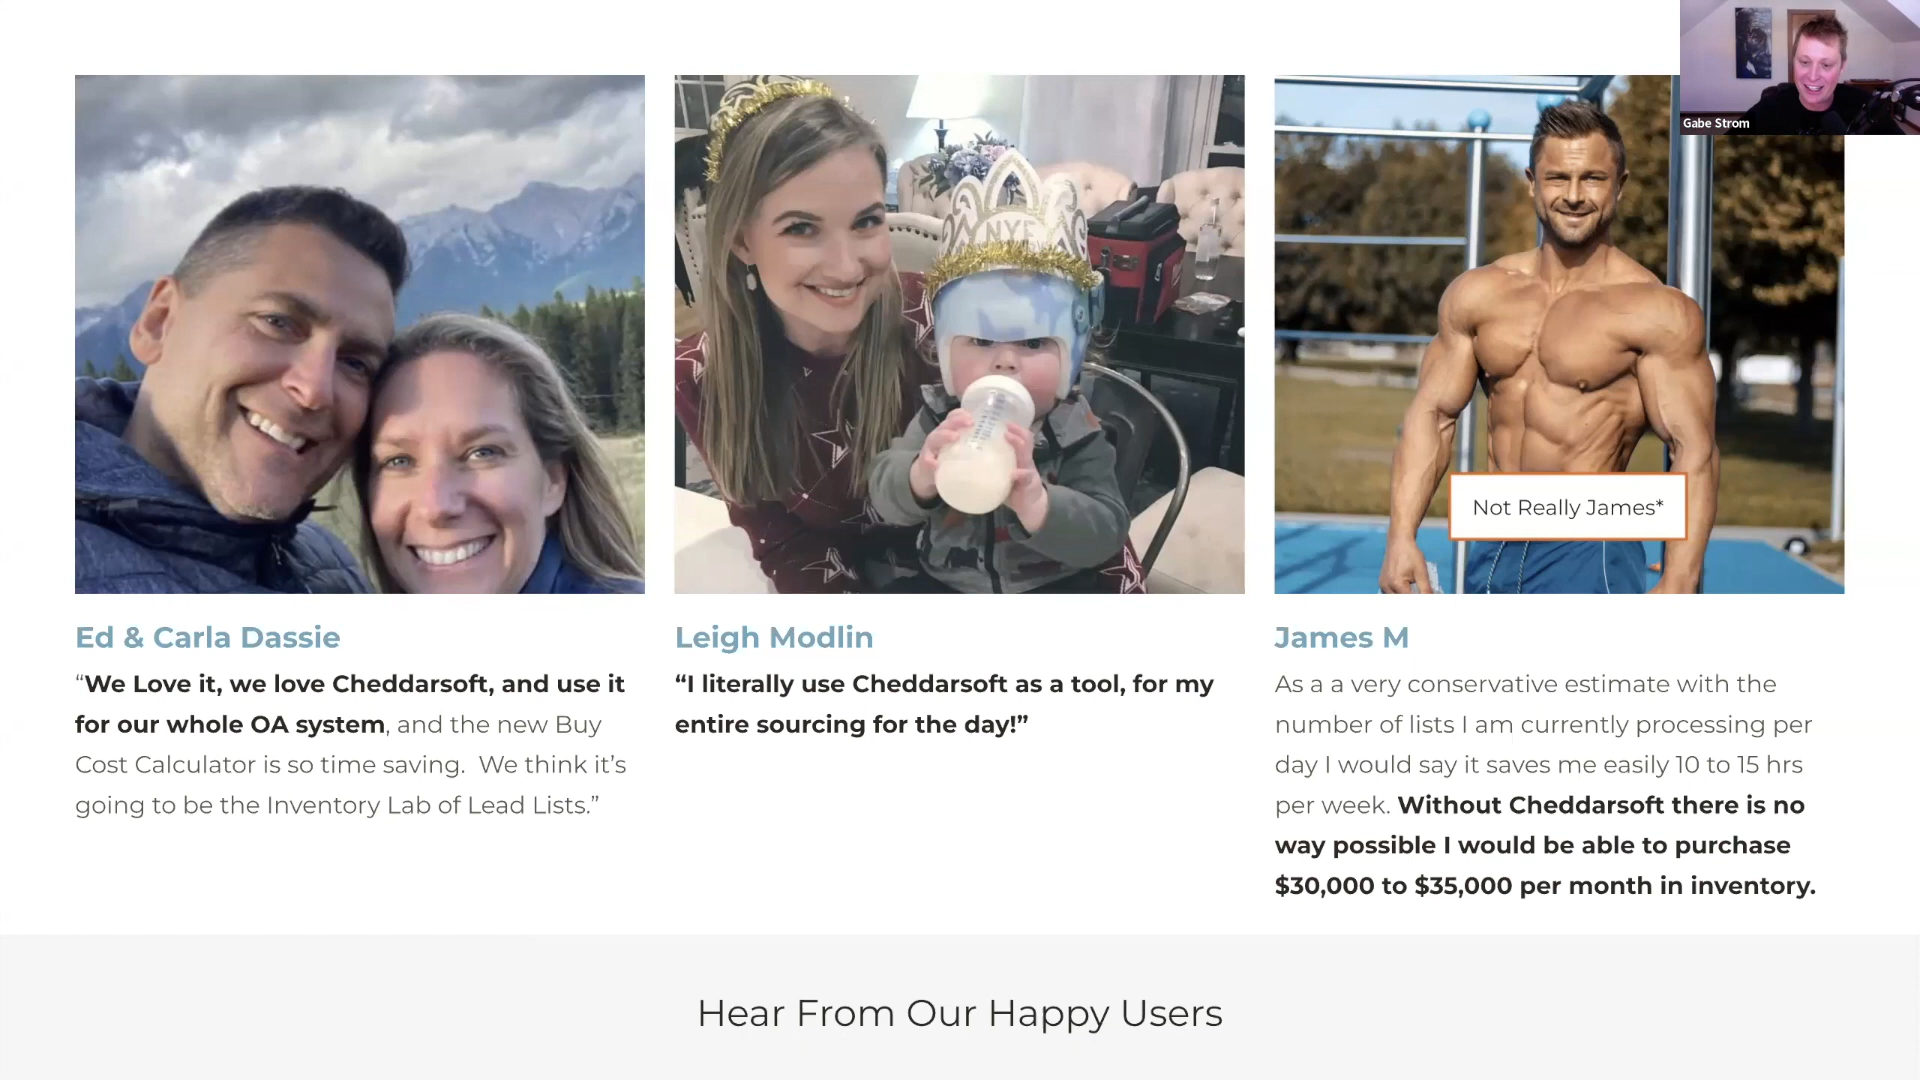 Gabe Strom
NYE
Not Really James*
Ed & Carla Dassie
“We Love it, we love Cheddarsoft, and use it
for our whole OA system, and the new Buy
Cost Calculator is so time saving.  We think it’s
going to be the Inventory Lab of Lead Lists.”
Leigh Modlin
“I literally use Cheddarsoft as a tool, for my
entire sourcing for the day!”
James M
As a a very conservative estimate with the
number of lists I am currently processing per
day I would say it saves me easily 10 to 15 hrs
per week. Without Cheddarsoft there is no
way possible I would be able to purchase
$30,000 to $35,000 per month in inventory.
Hear From Our Happy Users